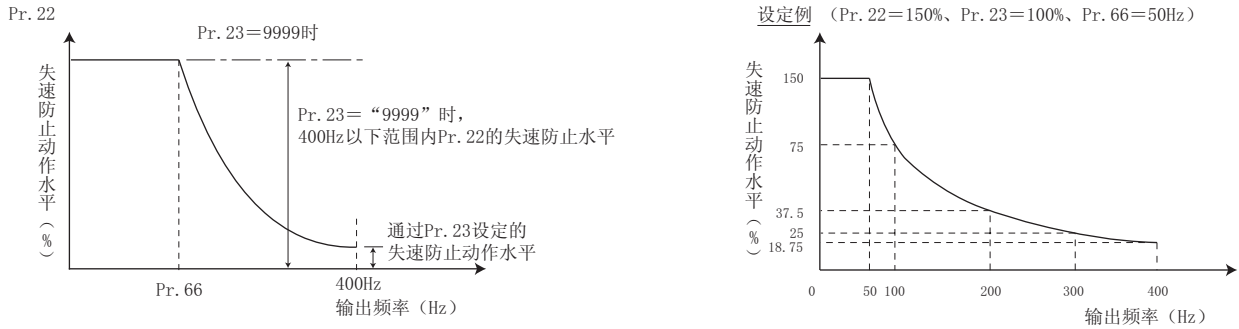 Pr.22
Pr.23＝9999时
失速防止动作水平（%）
Pr.23＝“9999”时，
400Hz以下范围内Pr.22的失速防止水平
通过Pr.23设定的
失速防止动作水平
Pr.66
400Hz
输出频率（Hz）
设定例 （Pr.22＝150%、Pr.23＝100%、Pr.66＝50Hz）
失速防止动作水平（%）
150
75
37.5
25
18.75
0 50 100 200 300 400
输出频率（Hz）